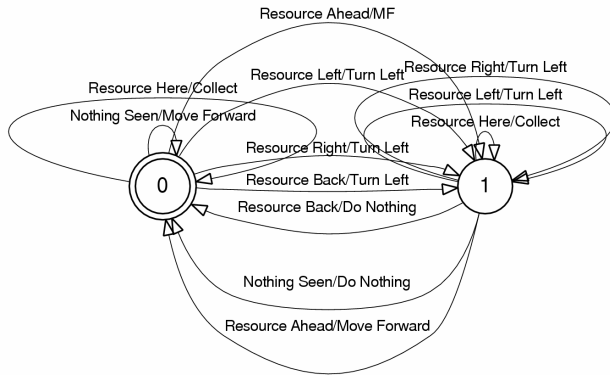 Resource Ahead/MF
Resource Right/Turn Left
Resource Left/Turn Left
Resource Here/Collect
Resource Left/Turn Left
Nothing Seen/Move Forward
Resource Here/Collect
Resource Right/Turn Left
0
Resource Back/Turn Left
1
Resource Back/Do Nothing
Nothing Seen/Do Nothing
Resource Ahead/Move Forward